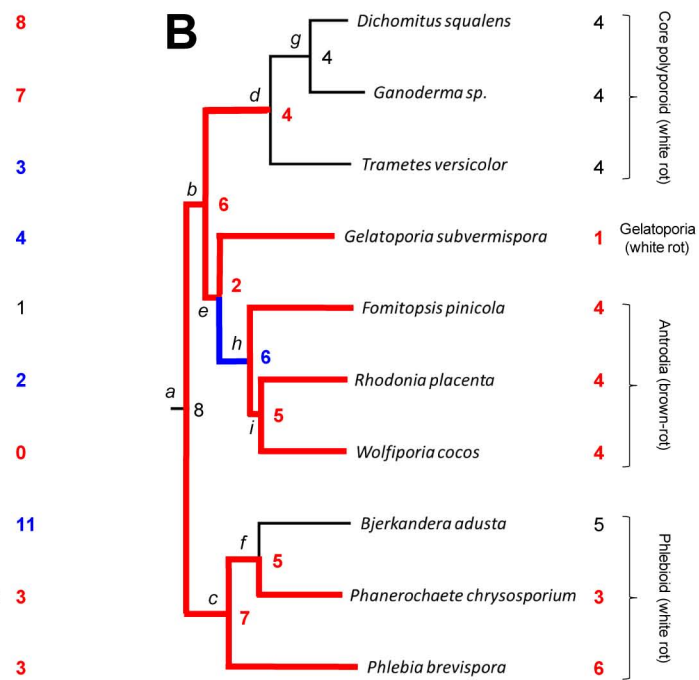 B
8
g
Dichomitus squalens
4
4
7
d
Ganoderma sp.
4
4
3
Trametes versicolor
4
Core polyporoid (white rot)
b
6
4
Gelatoporia subvermispora
1
Gelatoporia
(white rot)
2
e
1
Fomitopsis pinicola
4
h
6
2
Rhodonia placenta
4
a
8
5
i
0
Wolfiporia cocos
4
Antrodia (brown-rot)
11
Bjerkandera adusta
5
f
5
3
Phanerochaete chrysosporium
3
c
7
3
Phlebia brevispora
6
Phlebioid (white rot)